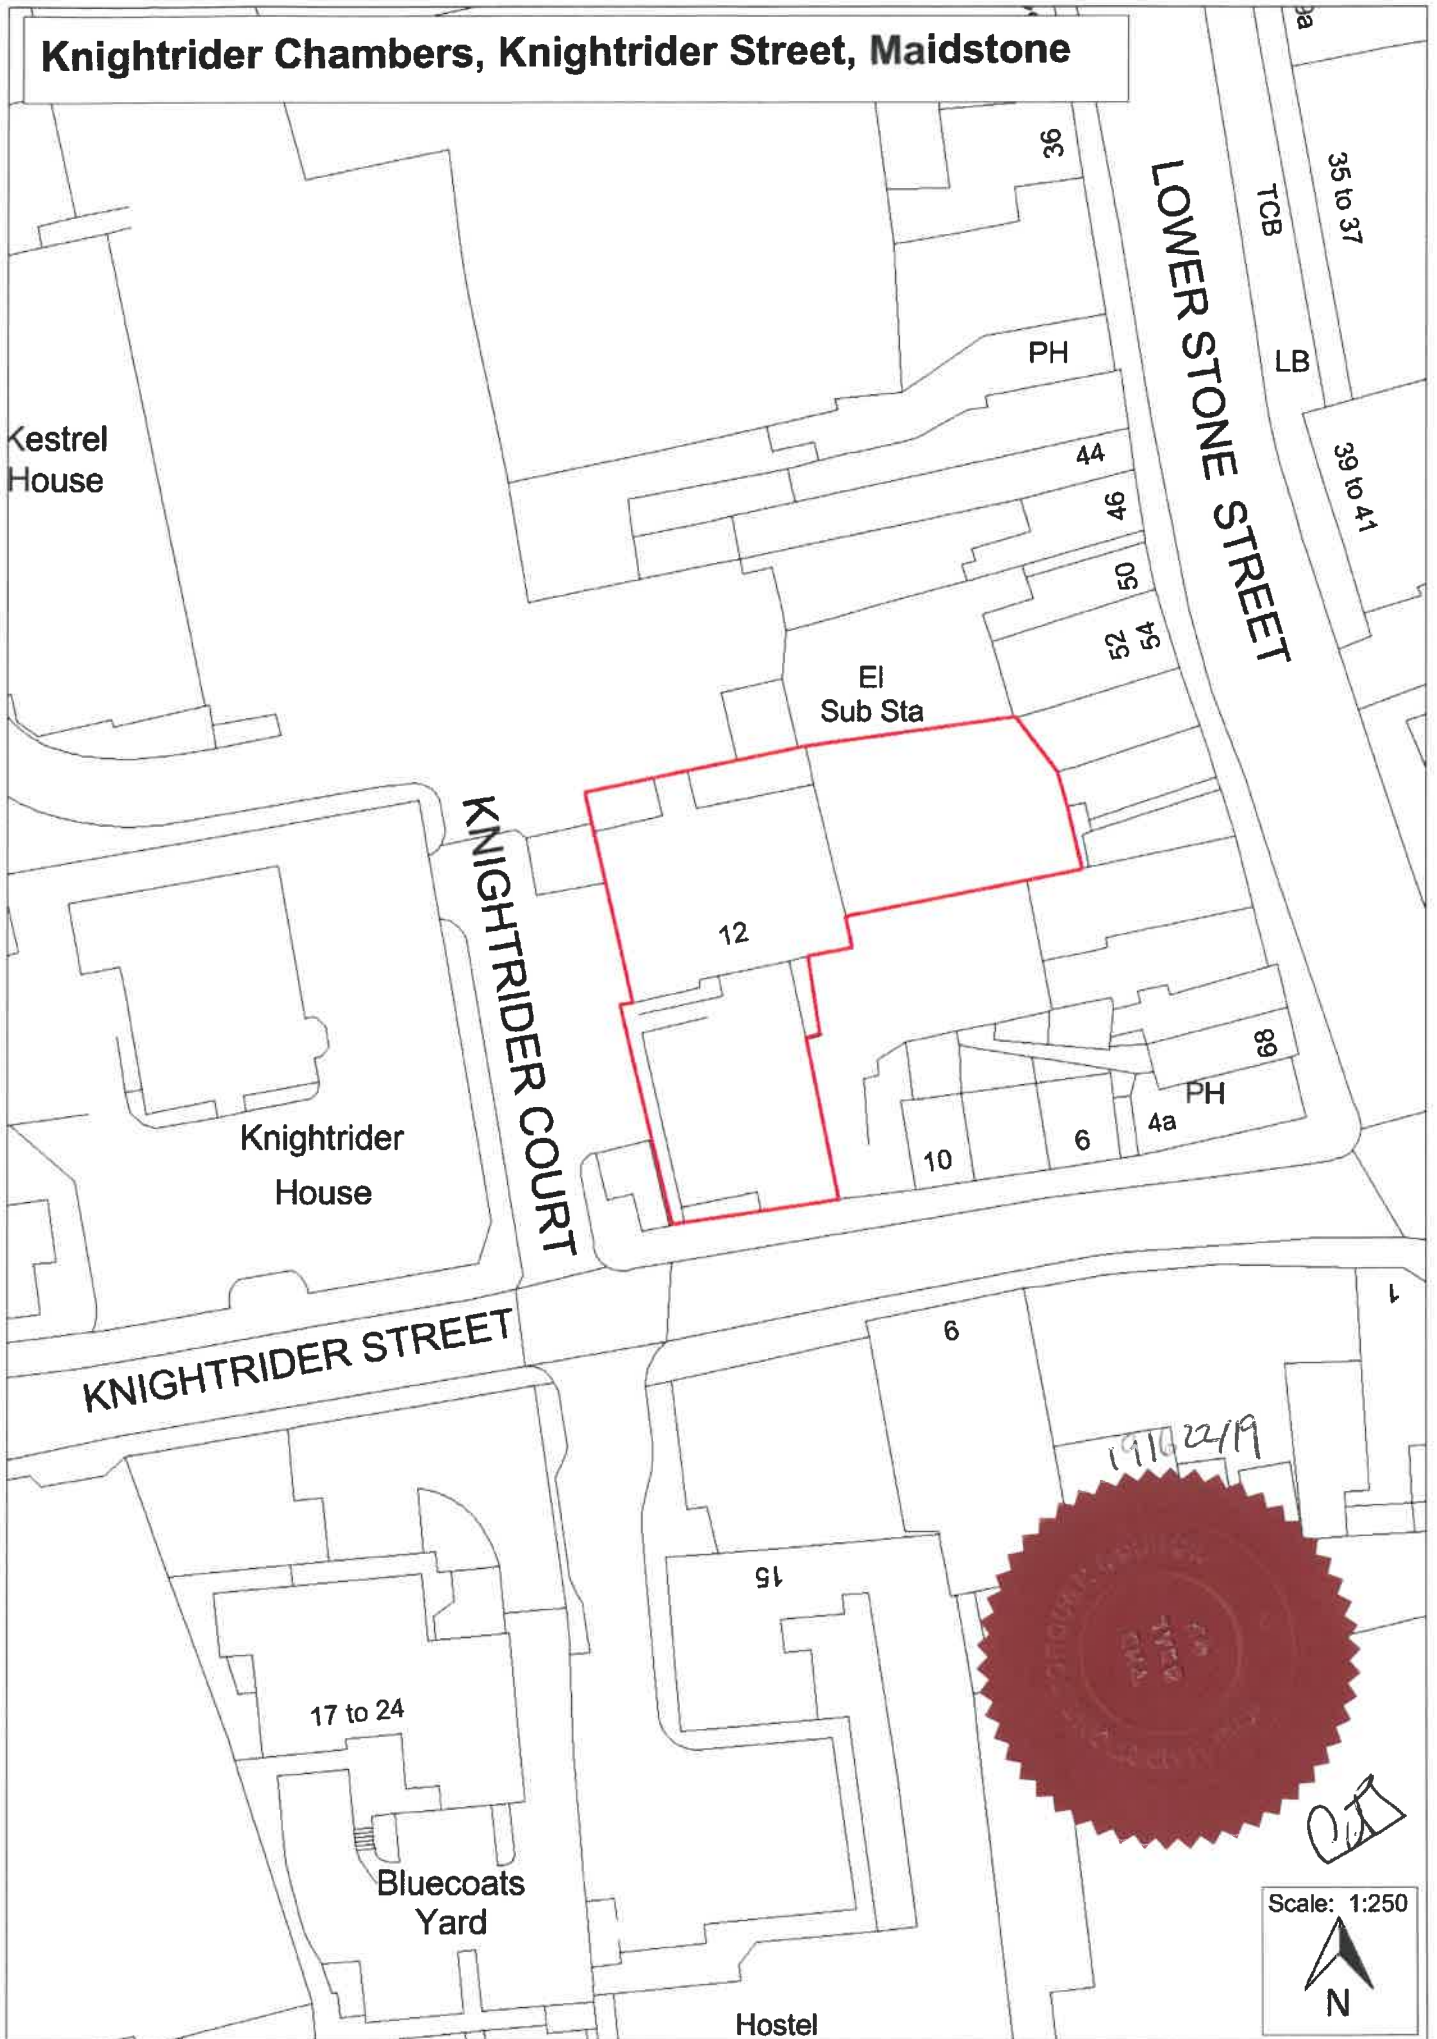 Knightrider Chambers, Knightrider Street, Maidstone
9a
36
35 to 37
TCB
LOWER STONE STREET
PH
LB
Kestrel
House
44
39 to 41
46
50
52
54
El
Sub Sta
KNIGHTRIDER COURT
12
68
PH
4a
6
10
Knightrider
House
1
6
KNIGHTRIDER STREET
15
17 to 24
Bluecoats
Yard
Scale: 1:250
N
Hostel